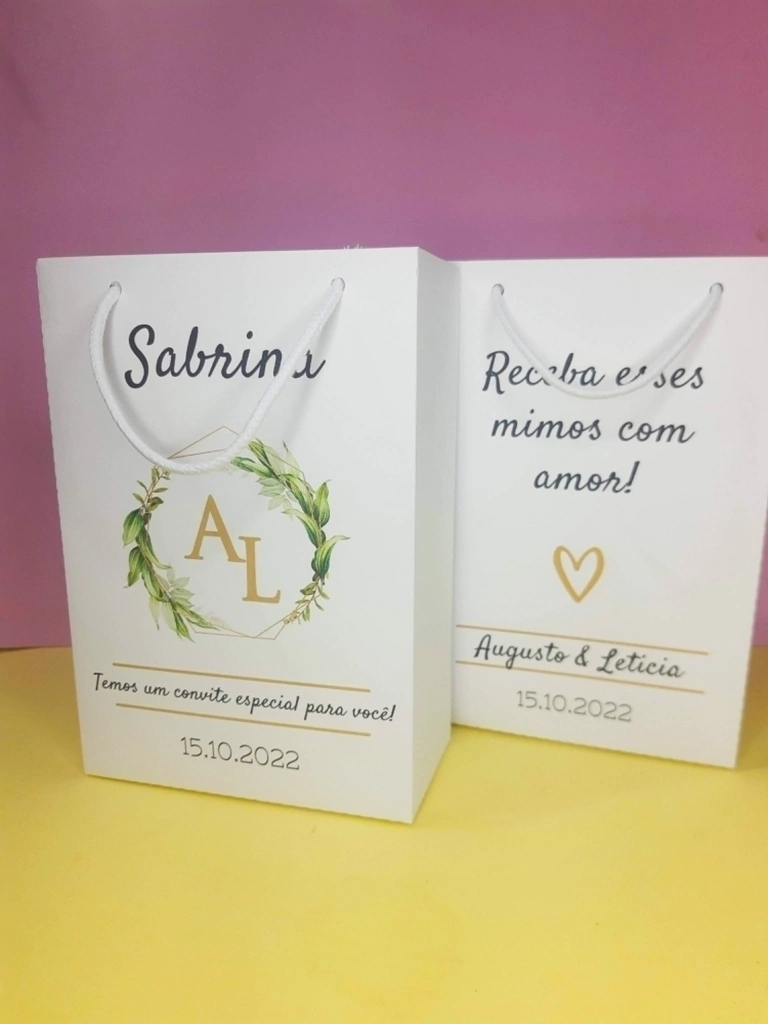 Sabrina
AL
Temos um convite especial para você!
15.10.2022
Receba esses
mimos com
amor!
Augusto & Leticia
15.10.2022